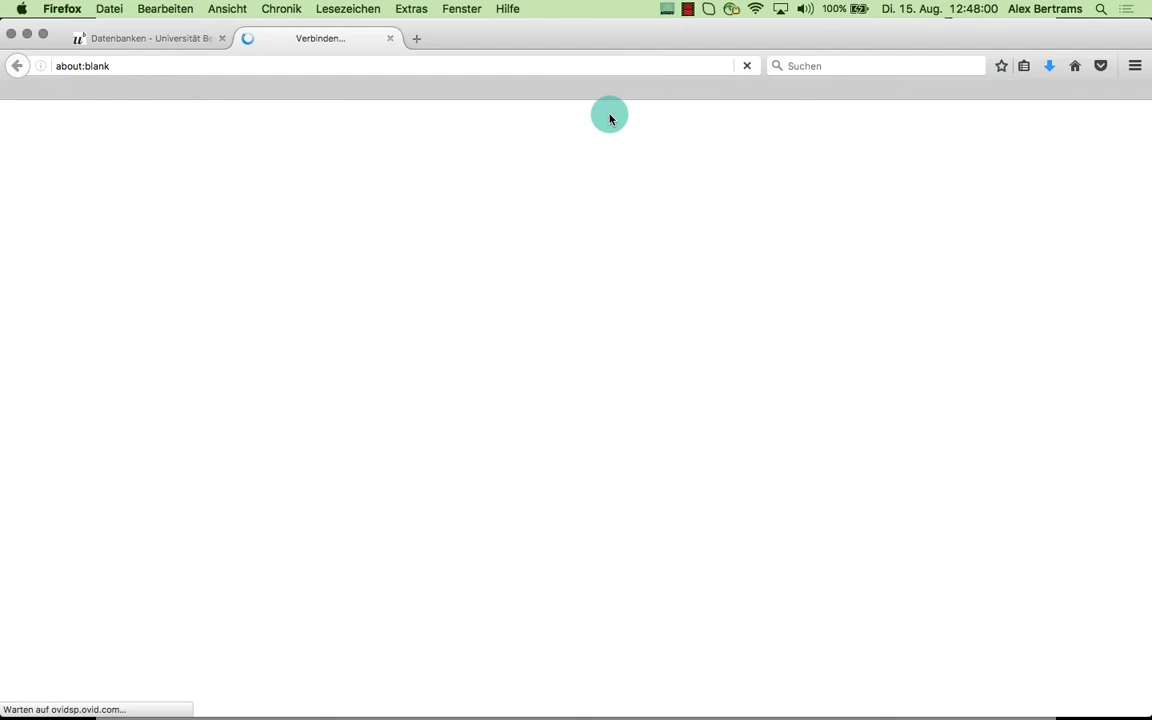 Firefox Datei Bearbeiten Ansicht Chronik Lesezeichen Extras Fenster Hilfe 100% Di. 15. Aug. 12:48:00 Alex Bertrams
Datenbanken - Universität Be Verbinden...
about:blank Suchen
Warten auf ovidsp.ovid.com...